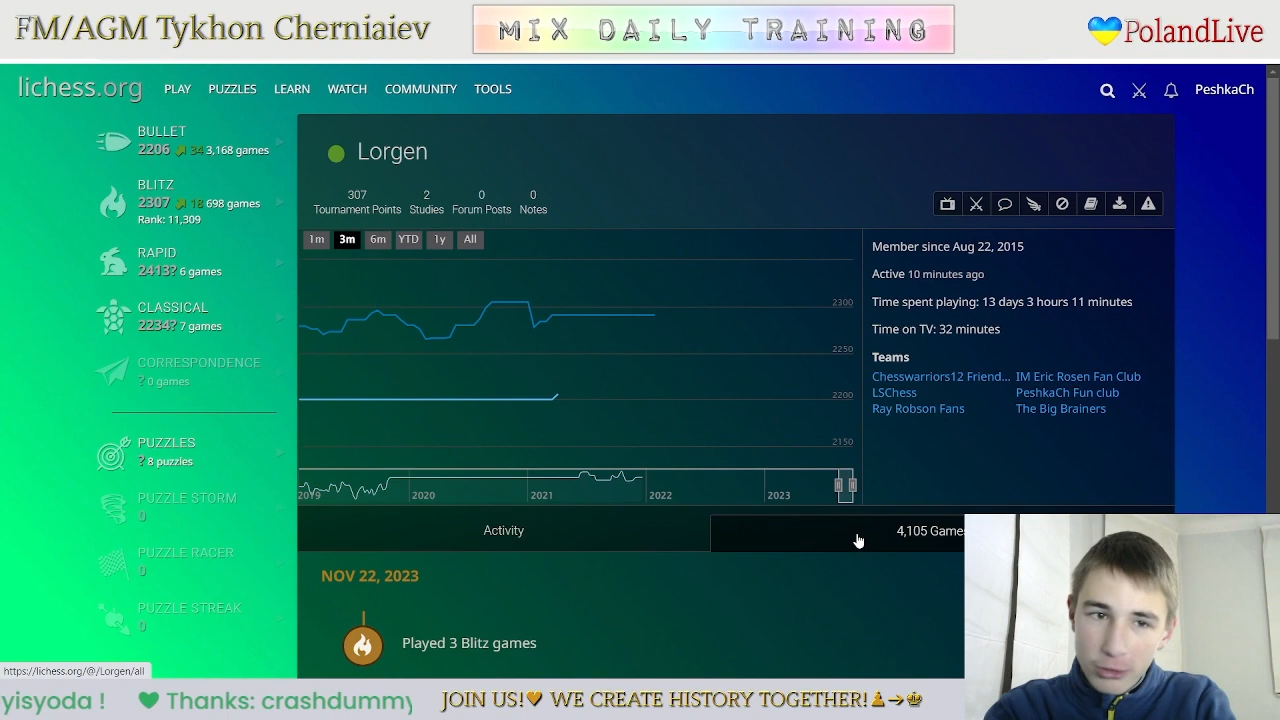 FM/AGM Tykhon Cherniaiev
MIX DAILY TRAINING
PolandLive
lichess.org PLAY PUZZLES LEARN WATCH COMMUNITY TOOLS PeshkaCh
BULLET
2206 34 3,168 games
BLITZ
2307 18 698 games
Rank: 11,309
RAPID
2413? 6 games
CLASSICAL
2234? 7 games
CORRESPONDENCE
? 0 games
PUZZLES
? 8 puzzles
PUZZLE STORM
0
PUZZLE RACER
0
PUZZLE STREAK
0
Lorgen
307 2 0 0
Tournament Points Studies Forum Posts Notes
1m 3m 6m YTD 1y All
2300
2250
2200
2150
2019 2020 2021 2022 2023
Member since Aug 22, 2015
Active 10 minutes ago
Time spent playing: 13 days 3 hours 11 minutes
Time on TV: 32 minutes
Teams
Chesswarriors12 Friend... IM Eric Rosen Fan Club
LSChess PeshkaCh Fun club
Ray Robson Fans The Big Brainers
Activity 4,105 Games
NOV 22, 2023
Played 3 Blitz games
https://lichess.org/@/Lorgen/all
yisyoda ! Thanks: crashdummy
JOIN US! WE CREATE HISTORY TOGETHER!